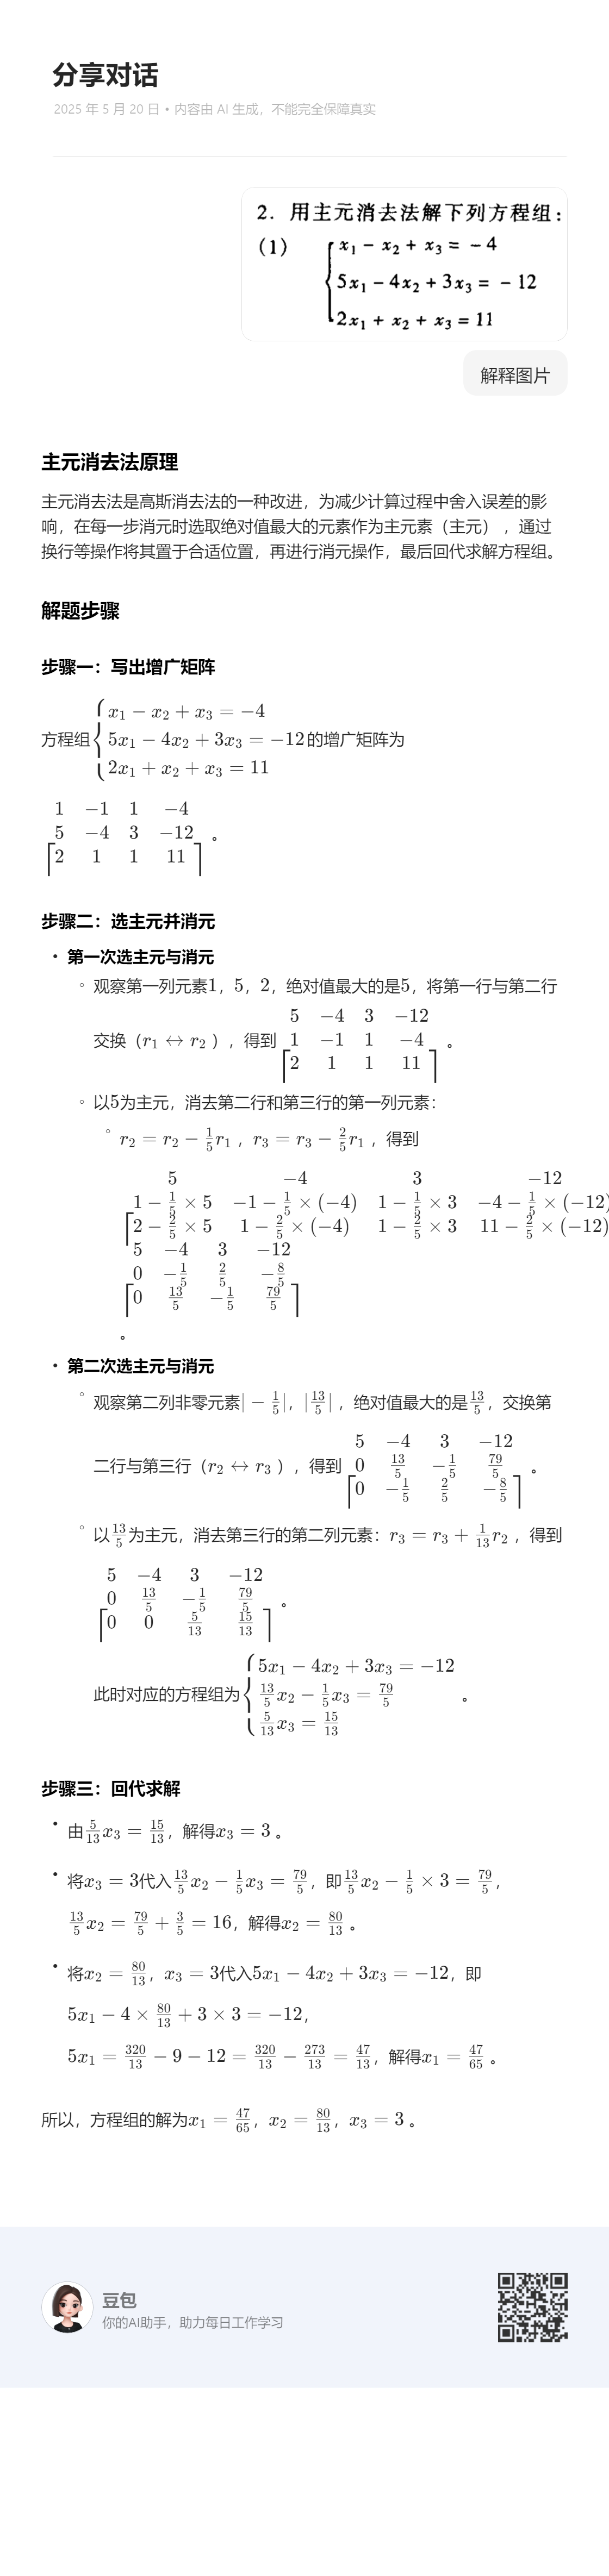 分享对话
2025 年 5 月 20 日 • 内容由 AI 生成，不能完全保障真实
2. 用主元消去法解下列方程组：
(1) x₁ − x₂ + x₃ = −4
5x₁ − 4x₂ + 3x₃ = −12
2x₁ + x₂ + x₃ = 11
解释图片
主元消去法原理
主元消去法是高斯消去法的一种改进，为减少计算过程中舍入误差的影
响，在每一步消元时选取绝对值最大的元素作为主元素（主元），通过
换行等操作将其置于合适位置，再进行消元操作，最后回代求解方程组。
解题步骤
步骤一：写出增广矩阵
x₁ − x₂ + x₃ = −4
方程组 { 5x₁ − 4x₂ + 3x₃ = −12 的增广矩阵为
2x₁ + x₂ + x₃ = 11
1 −1 1 −4
5 −4 3 −12 。
⎡2 1 1 11⎤
步骤二：选主元并消元
• 第一次选主元与消元
◦ 观察第一列元素1，5，2，绝对值最大的是5，将第一行与第二行
5 −4 3 −12
交换（r₁ ↔ r₂ ），得到 1 −1 1 −4 。
⎡2 1 1 11⎤
◦ 以5为主元，消去第二行和第三行的第一列元素：
◦ r₂ = r₂ − 1/5 r₁ ，r₃ = r₃ − 2/5 r₁ ，得到
5 −4 3 −12
1 − 1/5 × 5 −1 − 1/5 × (−4) 1 − 1/5 × 3 −4 − 1/5 × (−12)
⎡2 − 2/5 × 5 1 − 2/5 × (−4) 1 − 2/5 × 3 11 − 2/5 × (−12)
5 −4 3 −12
0 −1/5 2/5 −8/5
⎡0 13/5 −1/5 79/5⎤
。
• 第二次选主元与消元
◦ 观察第二列非零元素|−1/5|，|13/5| ，绝对值最大的是13/5，交换第
5 −4 3 −12
二行与第三行（r₂ ↔ r₃ ），得到 0 13/5 −1/5 79/5 。
⎡0 −1/5 2/5 −8/5⎤
◦ 以13/5为主元，消去第三行的第二列元素：r₃ = r₃ + 1/13 r₂ ，得到
5 −4 3 −12
0 13/5 −1/5 79/5 。
⎡0 0 5/13 15/13⎤
5x₁ − 4x₂ + 3x₃ = −12
此时对应的方程组为 { 13/5 x₂ − 1/5 x₃ = 79/5 。
5/13 x₃ = 15/13
步骤三：回代求解
• 由5/13 x₃ = 15/13，解得x₃ = 3 。
• 将x₃ = 3代入13/5 x₂ − 1/5 x₃ = 79/5，即13/5 x₂ − 1/5 × 3 = 79/5，
13/5 x₂ = 79/5 + 3/5 = 16，解得x₂ = 80/13 。
• 将x₂ = 80/13，x₃ = 3代入5x₁ − 4x₂ + 3x₃ = −12，即
5x₁ − 4 × 80/13 + 3 × 3 = −12，
5x₁ = 320/13 − 9 − 12 = 320/13 − 273/13 = 47/13，解得x₁ = 47/65 。
所以，方程组的解为x₁ = 47/65，x₂ = 80/13，x₃ = 3 。
豆包
你的AI助手，助力每日工作学习